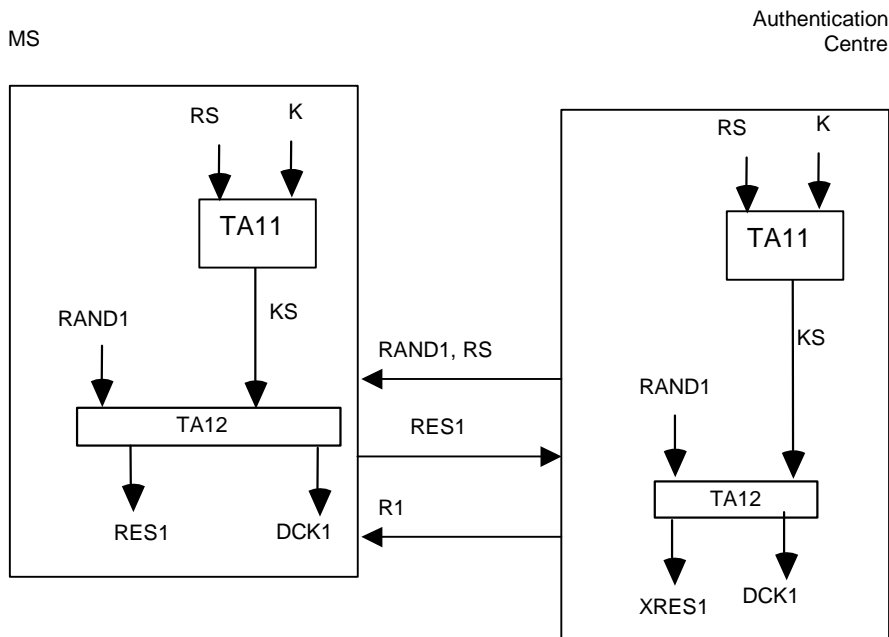 MS
Authentication
Centre
RS
K
TA11
KS
RAND1
TA12
RES1
DCK1
RAND1, RS
RES1
R1
RS
K
TA11
KS
RAND1
TA12
XRES1
DCK1